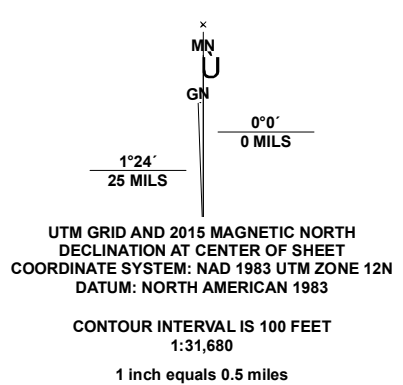 MN
U
GN
0°0´
0 MILS
1°24´
25 MILS
UTM GRID AND 2015 MAGNETIC NORTH
DECLINATION AT CENTER OF SHEET
COORDINATE SYSTEM: NAD 1983 UTM ZONE 12N
DATUM: NORTH AMERICAN 1983
CONTOUR INTERVAL IS 100 FEET
1:31,680
1 inch equals 0.5 miles